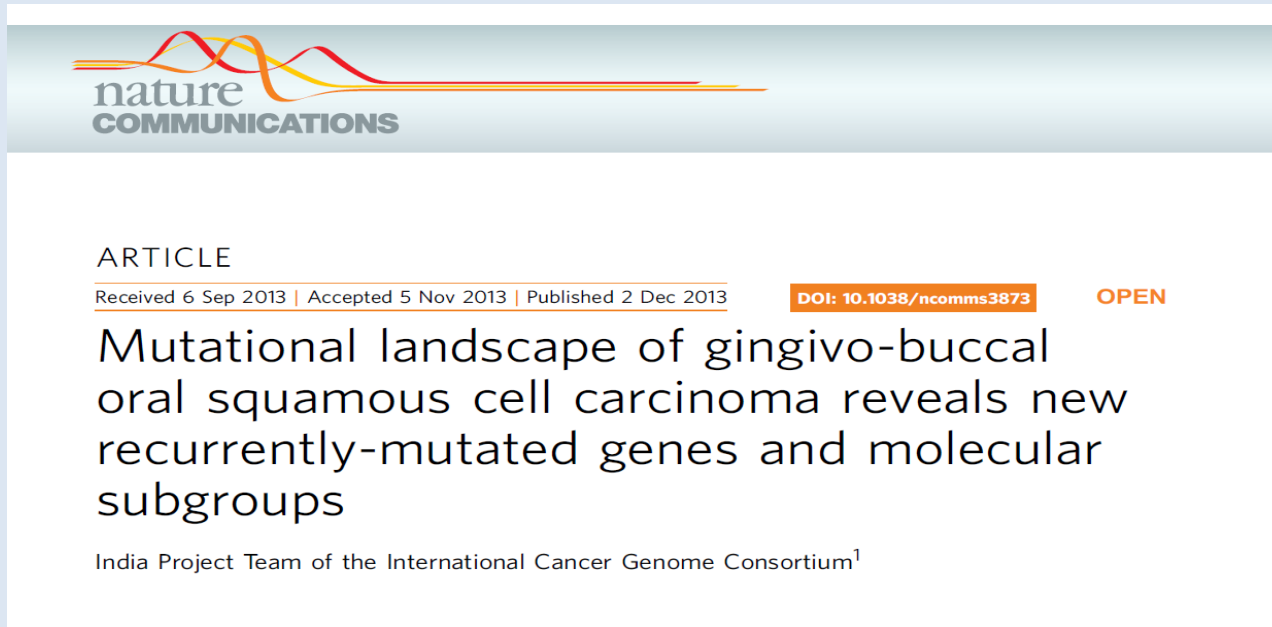 nature
COMMUNICATIONS
ARTICLE
Received 6 Sep 2013 | Accepted 5 Nov 2013 | Published 2 Dec 2013
DOI: 10.1038/ncomms3873
OPEN
Mutational landscape of gingivo-buccal
oral squamous cell carcinoma reveals new
recurrently-mutated genes and molecular
subgroups
India Project Team of the International Cancer Genome Consortium¹